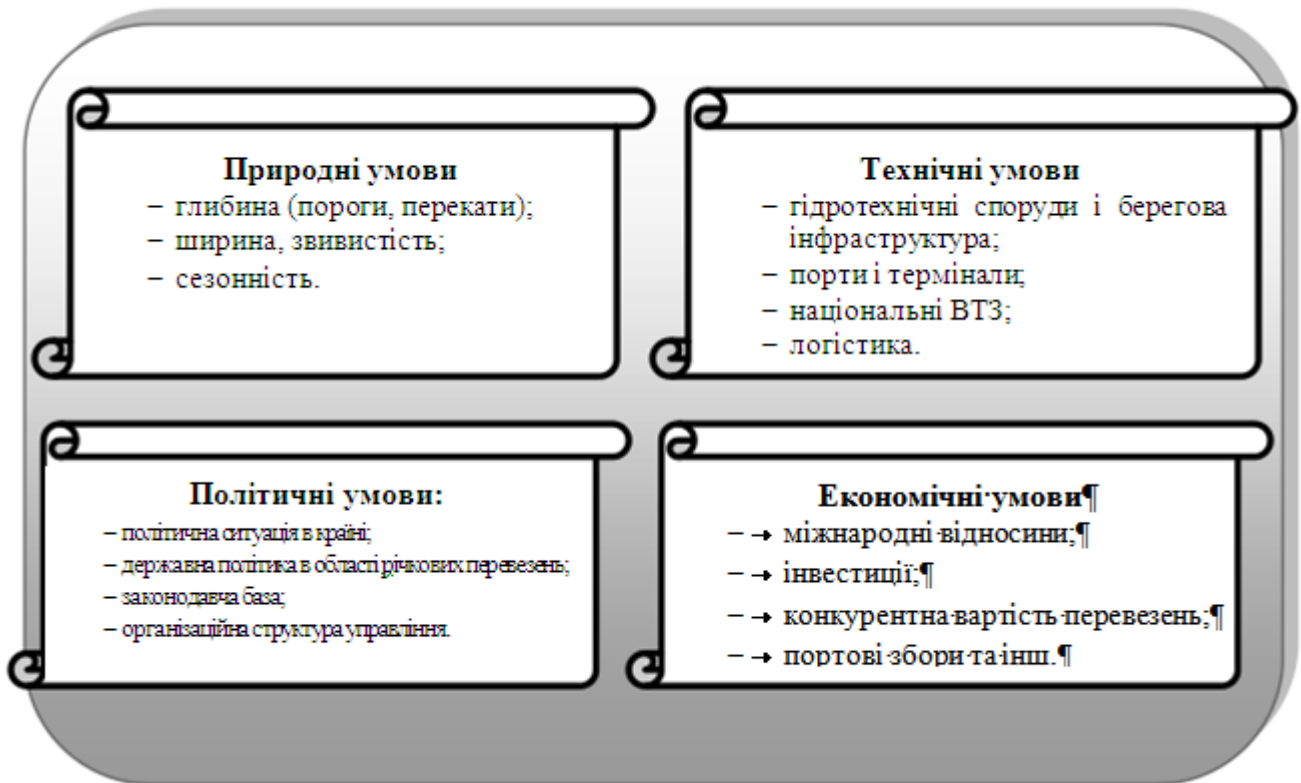 Природні умови
– глибина (пороги, перекати);
– ширина, звивистість;
– сезонність.
Технічні умови
– гідротехнічні споруди і берегова
інфраструктура;
– порти і термінали;
– національні ВТЗ;
– логістика.
Політичні умови:
– політична ситуація в країні;
– державна політика в області річкових перевезень;
– законодавча база;
– організаційна структура управління.
Економічні·умови¶
– → міжнародні·відносини;¶
– → інвестиції;¶
– → конкурентна·вартість·перевезень;¶
– → портові·збори·та·інш.¶